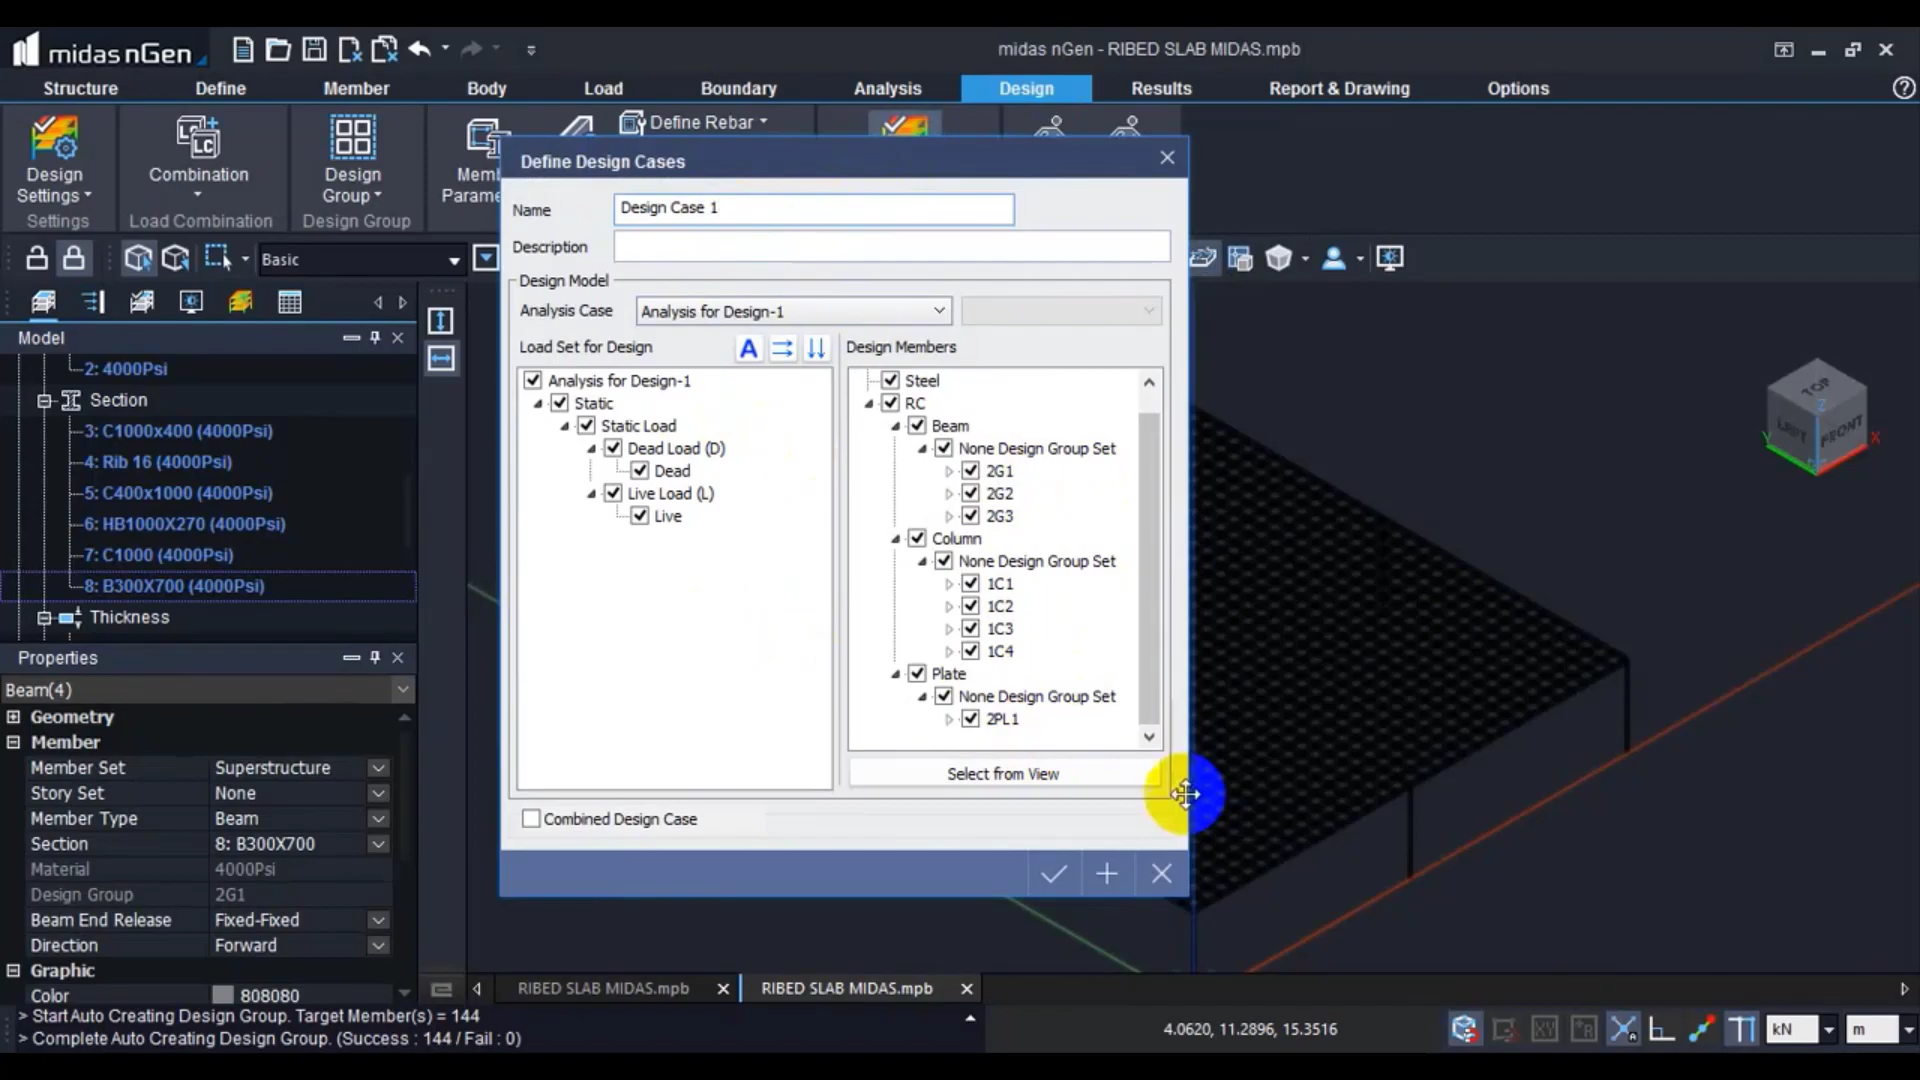 midas nGen
midas nGen - RIBED SLAB MIDAS.mpb
Structure Define Member Body Load Boundary Analysis Design Results Report & Drawing Options
Define Rebar
Design Settings
Combination
Design Group
Memb
Parame
Settings Load Combination Design Group
Basic
Define Design Cases
Name Design Case 1
Description
Design Model
Analysis Case Analysis for Design-1
Load Set for Design A Design Members
Analysis for Design-1
Static
Static Load
Dead Load (D)
Dead
Live Load (L)
Live
Steel
RC
Beam
None Design Group Set
2G1
2G2
2G3
Column
None Design Group Set
1C1
1C2
1C3
1C4
Plate
None Design Group Set
2PL1
Select from View
Combined Design Case
Model
2: 4000Psi
Section
3: C1000x400 (4000Psi)
4: Rib 16 (4000Psi)
5: C400x1000 (4000Psi)
6: HB1000X270 (4000Psi)
7: C1000 (4000Psi)
8: B300X700 (4000Psi)
Thickness
Properties
Beam(4)
Geometry
Member
Member Set Superstructure
Story Set None
Member Type Beam
Section 8: B300X700
Material 4000Psi
Design Group 2G1
Beam End Release Fixed-Fixed
Direction Forward
Graphic
Color 808080
TOP
LEFT FRONT
Z
Y
X
RIBED SLAB MIDAS.mpb RIBED SLAB MIDAS.mpb
> Start Auto Creating Design Group. Target Member(s) = 144
> Complete Auto Creating Design Group. (Success : 144 / Fail : 0)
4.0620, 11.2896, 15.3516
kN m